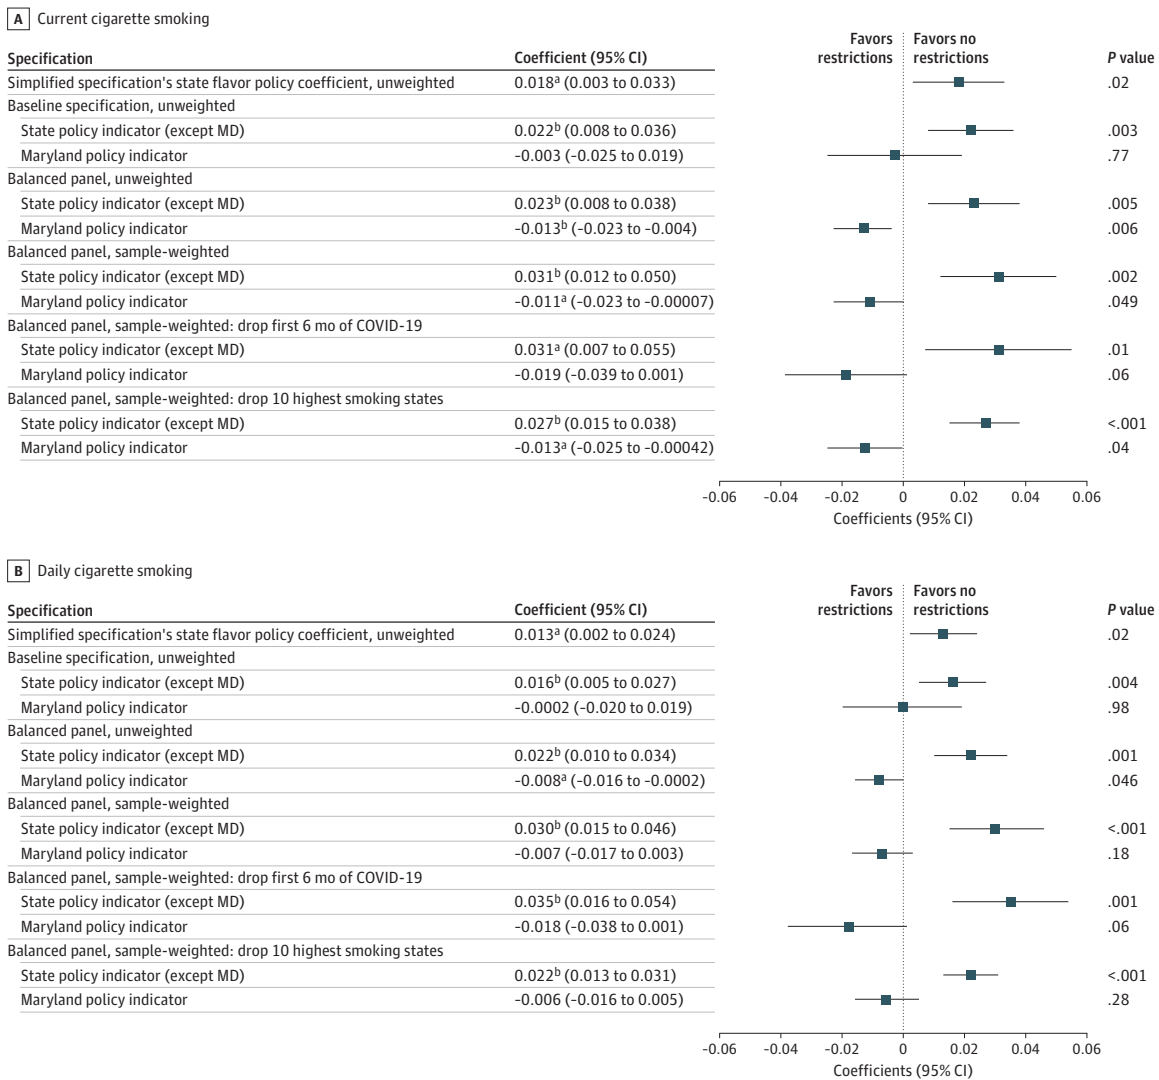 A Current cigarette smoking
Favors Favors no
Specification Coefficient (95% CI) restrictions restrictions P value
Simplified specification's state flavor policy coefficient, unweighted 0.018a (0.003 to 0.033) .02
Baseline specification, unweighted
State policy indicator (except MD) 0.022b (0.008 to 0.036) .003
Maryland policy indicator -0.003 (-0.025 to 0.019) .77
Balanced panel, unweighted
State policy indicator (except MD) 0.023b (0.008 to 0.038) .005
Maryland policy indicator -0.013b (-0.023 to -0.004) .006
Balanced panel, sample-weighted
State policy indicator (except MD) 0.031b (0.012 to 0.050) .002
Maryland policy indicator -0.011a (-0.023 to -0.00007) .049
Balanced panel, sample-weighted: drop first 6 mo of COVID-19
State policy indicator (except MD) 0.031a (0.007 to 0.055) .01
Maryland policy indicator -0.019 (-0.039 to 0.001) .06
Balanced panel, sample-weighted: drop 10 highest smoking states
State policy indicator (except MD) 0.027b (0.015 to 0.038) <.001
Maryland policy indicator -0.013a (-0.025 to -0.00042) .04
-0.06 -0.04 -0.02 0 0.02 0.04 0.06
Coefficients (95% CI)
B Daily cigarette smoking
Favors Favors no
Specification Coefficient (95% CI) restrictions restrictions P value
Simplified specification's state flavor policy coefficient, unweighted 0.013a (0.002 to 0.024) .02
Baseline specification, unweighted
State policy indicator (except MD) 0.016b (0.005 to 0.027) .004
Maryland policy indicator -0.0002 (-0.020 to 0.019) .98
Balanced panel, unweighted
State policy indicator (except MD) 0.022b (0.010 to 0.034) .001
Maryland policy indicator -0.008a (-0.016 to -0.0002) .046
Balanced panel, sample-weighted
State policy indicator (except MD) 0.030b (0.015 to 0.046) <.001
Maryland policy indicator -0.007 (-0.017 to 0.003) .18
Balanced panel, sample-weighted: drop first 6 mo of COVID-19
State policy indicator (except MD) 0.035b (0.016 to 0.054) .001
Maryland policy indicator -0.018 (-0.038 to 0.001) .06
Balanced panel, sample-weighted: drop 10 highest smoking states
State policy indicator (except MD) 0.022b (0.013 to 0.031) <.001
Maryland policy indicator -0.006 (-0.016 to 0.005) .28
-0.06 -0.04 -0.02 0 0.02 0.04 0.06
Coefficients (95% CI)